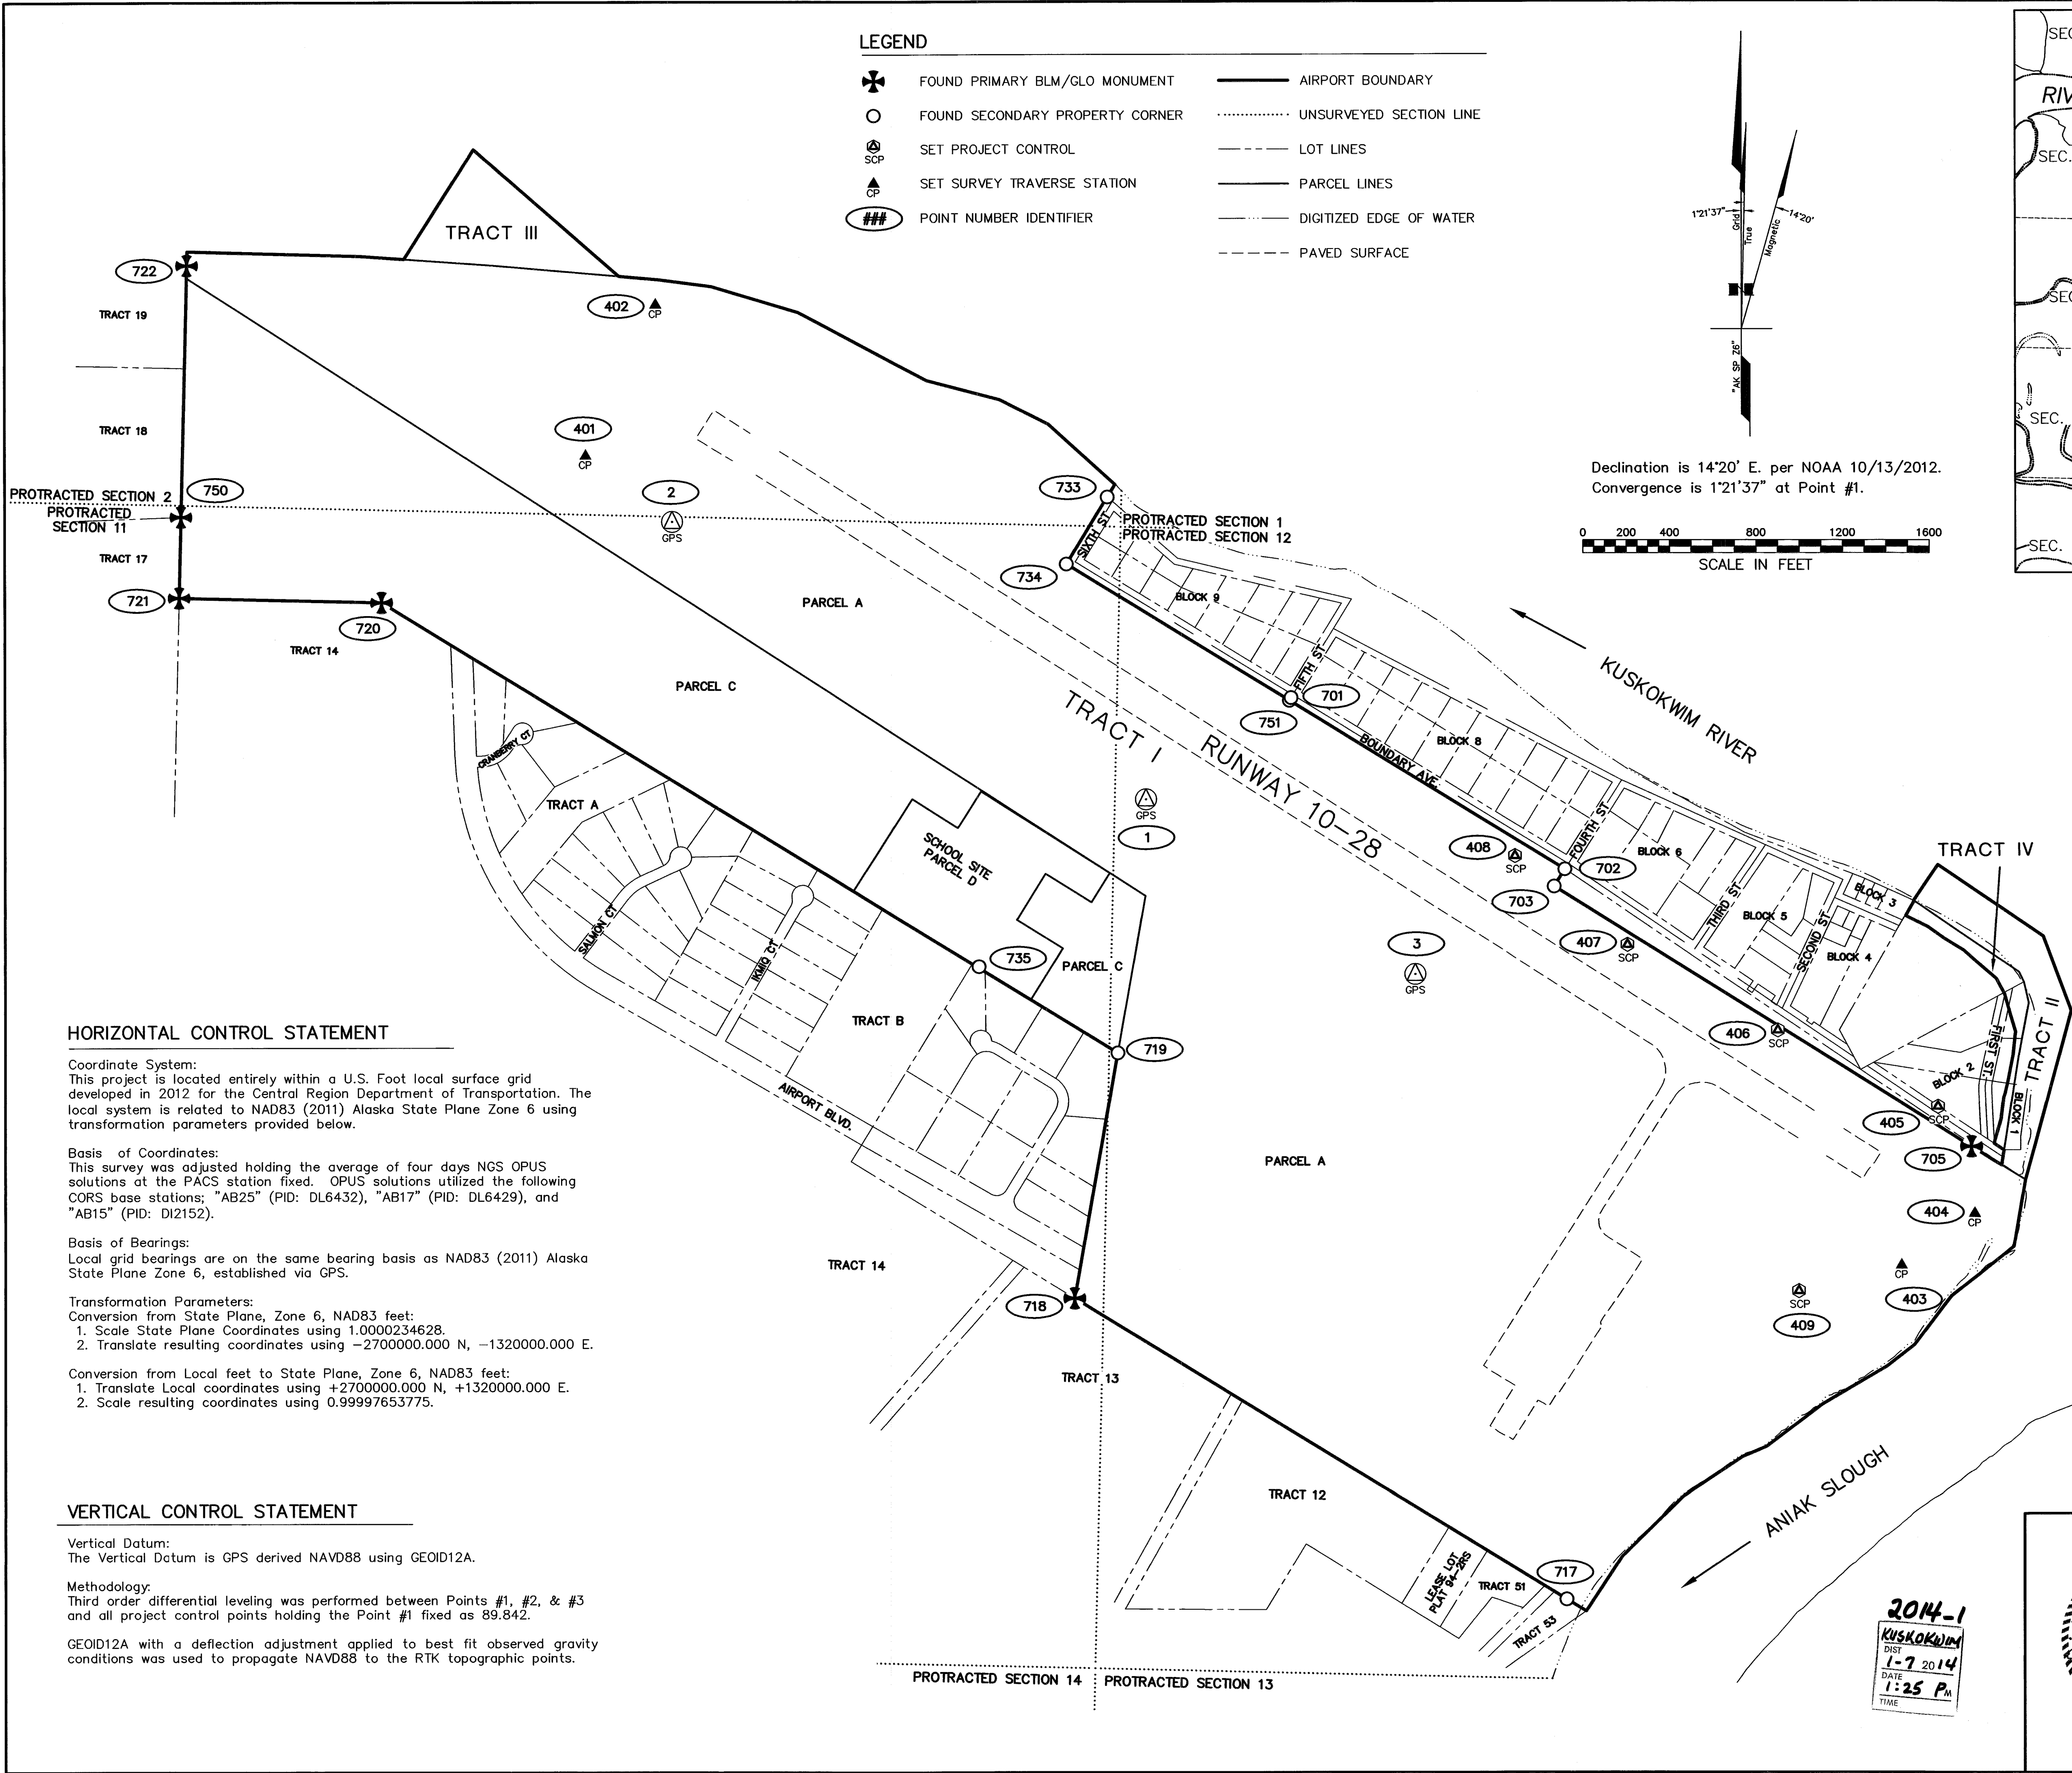 LEGEND
FOUND PRIMARY BLM/GLO MONUMENT
FOUND SECONDARY PROPERTY CORNER
SCP
SET PROJECT CONTROL
CP
SET SURVEY TRAVERSE STATION
###
POINT NUMBER IDENTIFIER
AIRPORT BOUNDARY
UNSURVEYED SECTION LINE
LOT LINES
PARCEL LINES
DIGITIZED EDGE OF WATER
PAVED SURFACE
1°21'37"
Grid
True
Magnetic
14°20'
"AK SP Z6"
Declination is 14°20' E. per NOAA 10/13/2012.
Convergence is 1°21'37" at Point #1.
0 200 400 800 1200 1600
SCALE IN FEET
SEC.
SEC.
SEC.
TRACT III
722
402
CP
TRACT 19
TRACT 18
401
CP
2
GPS
750
PROTRACTED SECTION 2
PROTRACTED
SECTION 11
TRACT 17
721
720
TRACT 14
733
SIXTH ST
PROTRACTED SECTION 1
PROTRACTED SECTION 12
734
BLOCK 9
PARCEL A
PARCEL C
FIFTH ST
701
751
BLOCK 8
BOUNDARY AVE.
KUSKOKWIM RIVER
TRACT I
RUNWAY 10-28
CRANBERRY CT
TRACT A
GPS
1
SCHOOL SITE
PARCEL D
408
SCP
FOURTH ST
702
703
BLOCK 6
TRACT IV
BLOCK 3
THIRD ST
BLOCK 5
SECOND ST
BLOCK 4
407
SCP
3
GPS
SALMON CT
IKMIQ CT
735
PARCEL C
TRACT B
719
406
SCP
FIRST ST.
TRACT II
BLOCK 2
BLOCK 1
405
SCP
705
AIRPORT BLVD.
PARCEL A
404
CP
CP
403
SCP
409
TRACT 14
718
TRACT 13
TRACT 12
ANIAK SLOUGH
LEASE LOT
PLAT 94-2RS
TRACT 51
TRACT 53
717
PROTRACTED SECTION 14
PROTRACTED SECTION 13
HORIZONTAL CONTROL STATEMENT
Coordinate System:
This project is located entirely within a U.S. Foot local surface grid
developed in 2012 for the Central Region Department of Transportation. The
local system is related to NAD83 (2011) Alaska State Plane Zone 6 using
transformation parameters provided below.
Basis of Coordinates:
This survey was adjusted holding the average of four days NGS OPUS
solutions at the PACS station fixed. OPUS solutions utilized the following
CORS base stations; "AB25" (PID: DL6432), "AB17" (PID: DL6429), and
"AB15" (PID: DI2152).
Basis of Bearings:
Local grid bearings are on the same bearing basis as NAD83 (2011) Alaska
State Plane Zone 6, established via GPS.
Transformation Parameters:
Conversion from State Plane, Zone 6, NAD83 feet:
1. Scale State Plane Coordinates using 1.0000234628.
2. Translate resulting coordinates using -2700000.000 N, -1320000.000 E.
Conversion from Local feet to State Plane, Zone 6, NAD83 feet:
1. Translate Local coordinates using +2700000.000 N, +1320000.000 E.
2. Scale resulting coordinates using 0.99997653775.
VERTICAL CONTROL STATEMENT
Vertical Datum:
The Vertical Datum is GPS derived NAVD88 using GEOID12A.
Methodology:
Third order differential leveling was performed between Points #1, #2, & #3
and all project control points holding the Point #1 fixed as 89.842.
GEOID12A with a deflection adjustment applied to best fit observed gravity
conditions was used to propagate NAVD88 to the RTK topographic points.
2014-1
KUSKOKWIM
DIST
1-7 2014
DATE
1:25 PM
TIME